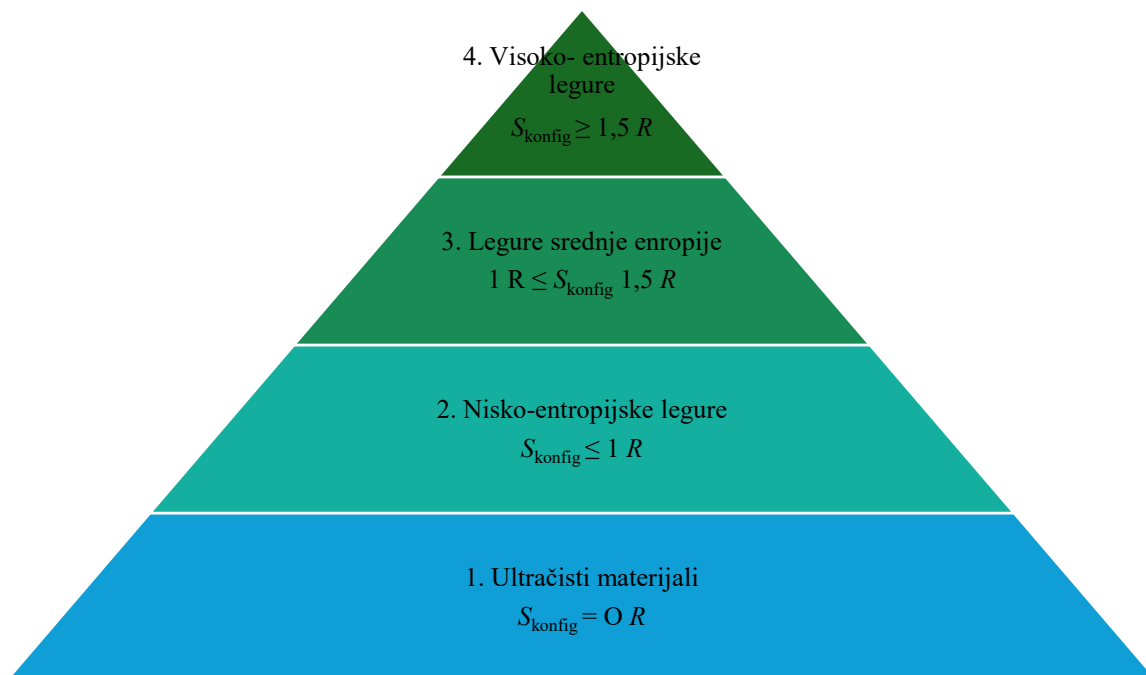 4. Visoko- entropijske
legure
Skonfig ≥ 1,5 R
3. Legure srednje enropije
1 R ≤ Skonfig 1,5 R
2. Nisko-entropijske legure
Skonfig ≤ 1 R
1. Ultračisti materijali
Skonfig = O R